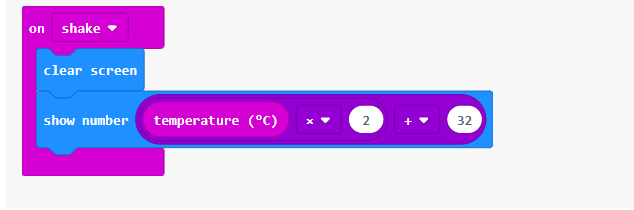 on shake
clear screen
show number temperature (°C) × 2 + 32